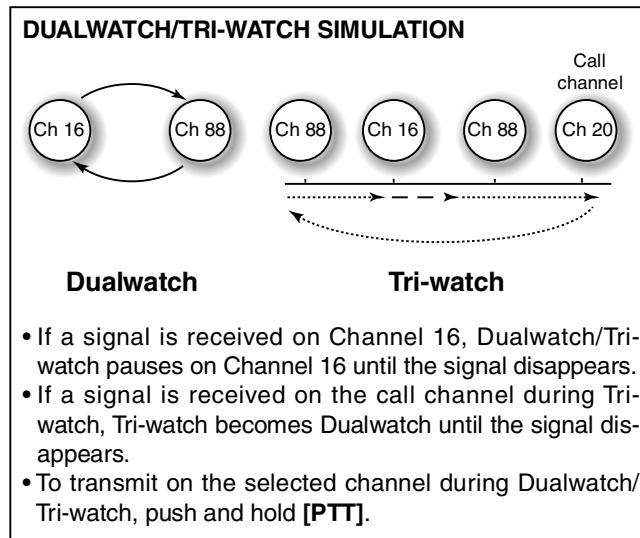 DUALWATCH/TRI-WATCH SIMULATION
Call
channel
Ch 16 Ch 88 Ch 88 Ch 16 Ch 88 Ch 20
Dualwatch Tri-watch
• If a signal is received on Channel 16, Dualwatch/Tri-
watch pauses on Channel 16 until the signal disappears.
• If a signal is received on the call channel during Tri-
watch, Tri-watch becomes Dualwatch until the signal dis-
appears.
• To transmit on the selected channel during Dualwatch/
Tri-watch, push and hold [PTT].